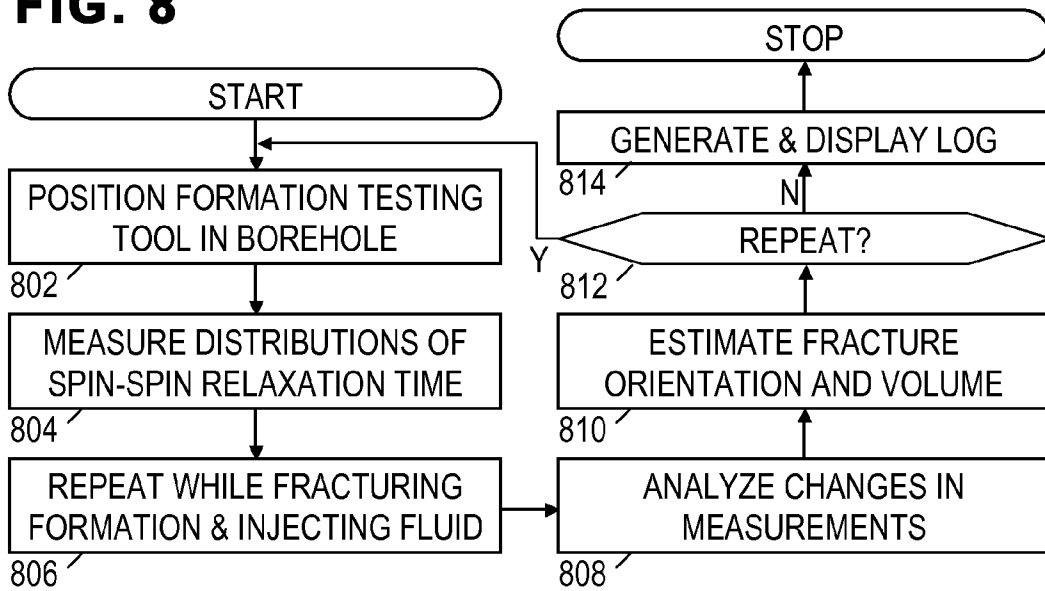 FIG. 8
START
POSITION FORMATION TESTING
TOOL IN BOREHOLE
802
MEASURE DISTRIBUTIONS OF
SPIN-SPIN RELAXATION TIME
804
REPEAT WHILE FRACTURING
FORMATION & INJECTING FLUID
806
ANALYZE CHANGES IN
MEASUREMENTS
808
ESTIMATE FRACTURE
ORIENTATION AND VOLUME
810
REPEAT?
812
Y
N
GENERATE & DISPLAY LOG
814
STOP